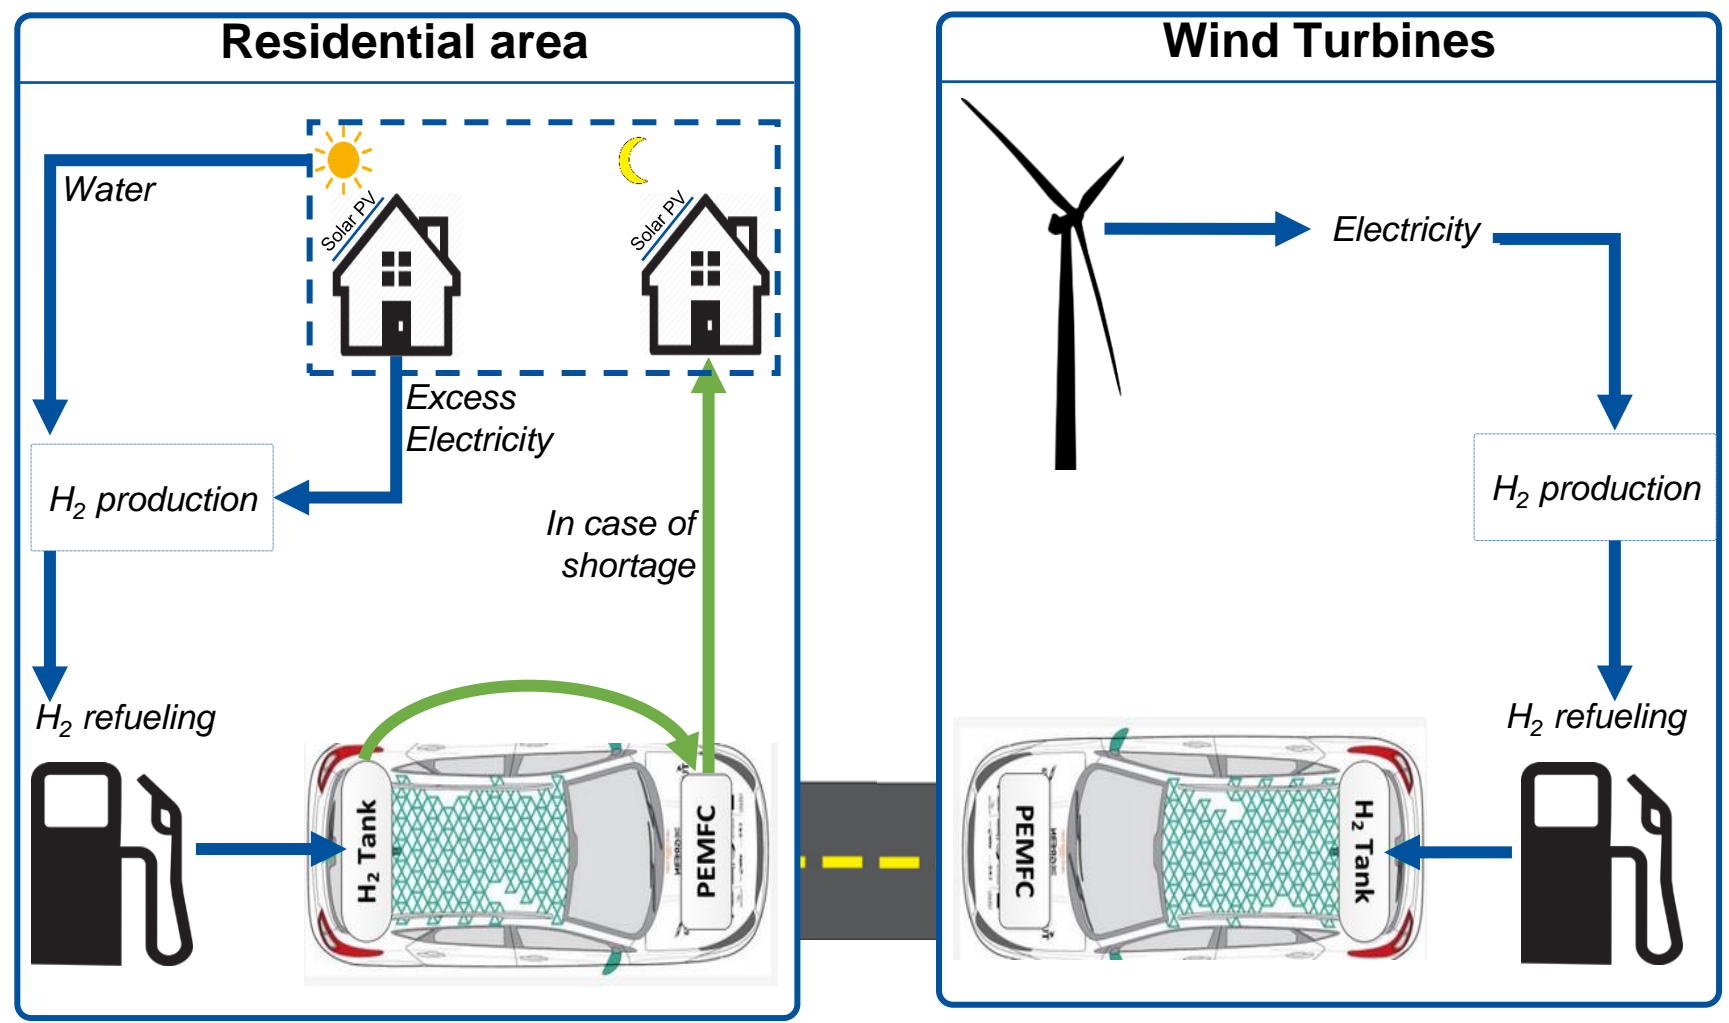 Residential area
Water
Solar PV
Solar PV
Excess
Electricity
H₂ production
In case of
shortage
H₂ refueling
H₂ Tank
PEMFC
Wind Turbines
Electricity
H₂ production
H₂ refueling
PEMFC
H₂ Tank